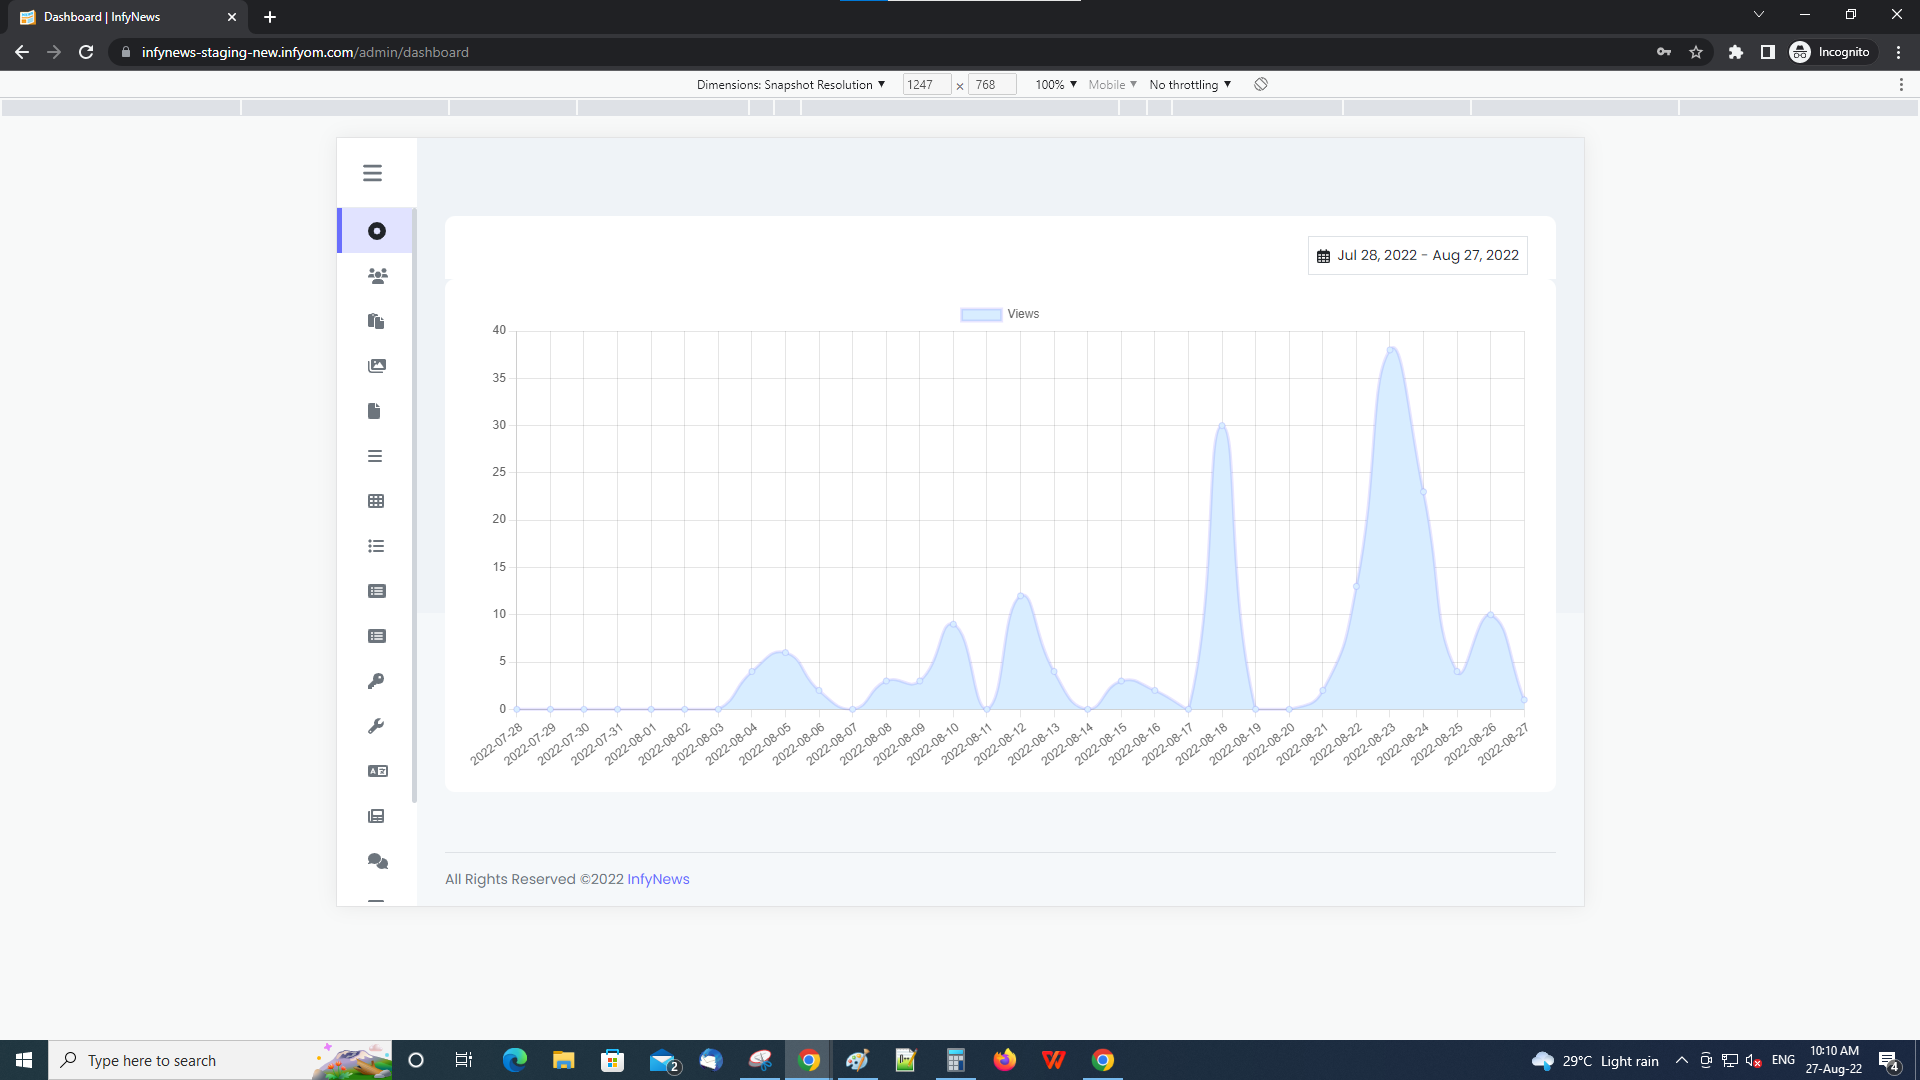 Dashboard | InfyNews
infynews-staging-new.infyom.com/admin/dashboard
Incognito
Dimensions: Snapshot Resolution ▼ 1247 × 768 100% ▼ Mobile ▼ No throttling ▼
Jul 28, 2022 - Aug 27, 2022
Views
40
35
30
25
20
15
10
5
0
2022-07-28 2022-07-29 2022-07-30 2022-07-31 2022-08-01 2022-08-02 2022-08-03 2022-08-04 2022-08-05 2022-08-06 2022-08-07 2022-08-08 2022-08-09 2022-08-10 2022-08-11 2022-08-12 2022-08-13 2022-08-14 2022-08-15 2022-08-16 2022-08-17 2022-08-18 2022-08-19 2022-08-20 2022-08-21 2022-08-22 2022-08-23 2022-08-24 2022-08-25 2022-08-26 2022-08-27
All Rights Reserved ©2022 InfyNews
Type here to search
2
29°C Light rain
ENG
10:10 AM
27-Aug-22
4